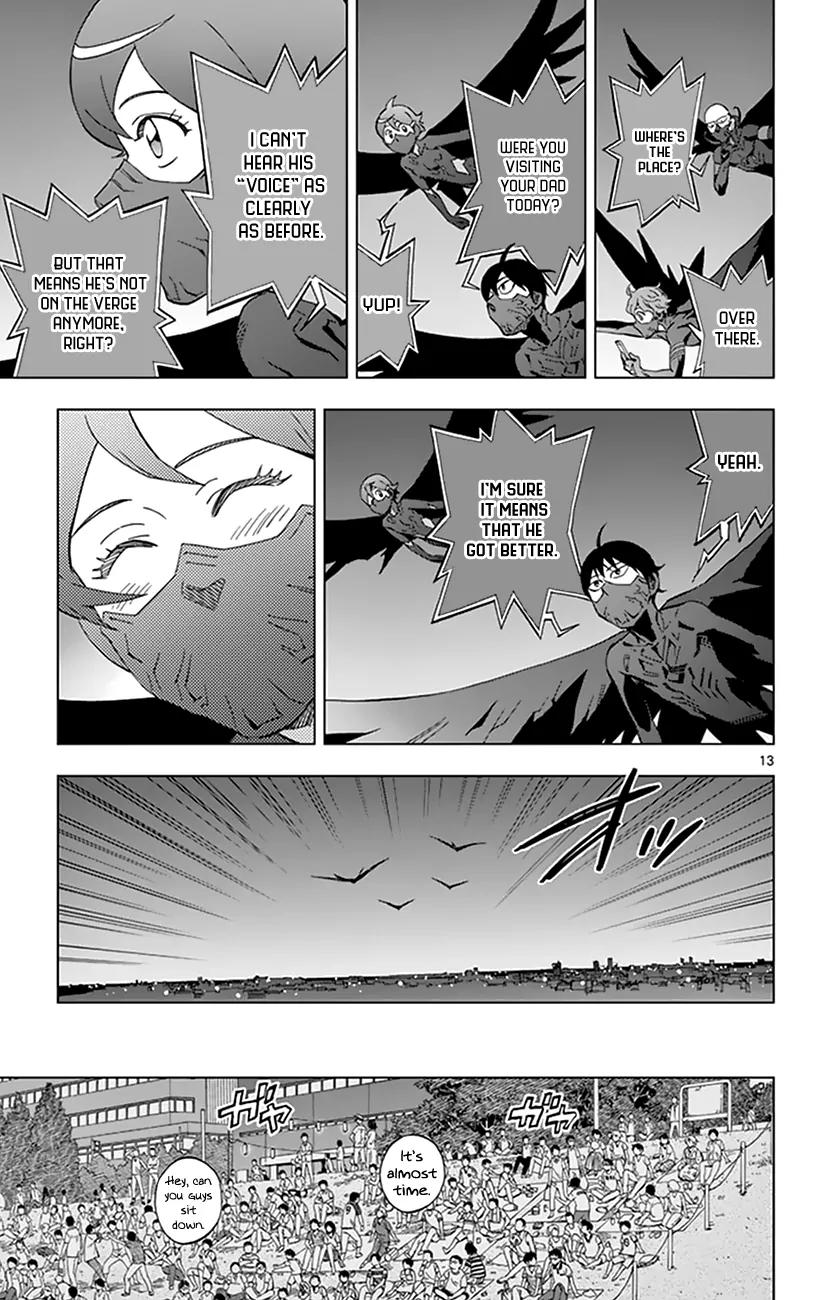 WHERE'S
THE
PLACE?
OVER
THERE.
WERE YOU
VISITING
YOUR DAD
TODAY?
YUP!
I CAN'T
HEAR HIS
"VOICE" AS
CLEARLY
AS BEFORE.
BUT THAT
MEANS HE'S NOT
ON THE VERGE
ANYMORE,
RIGHT?
YEAH.
I'M SURE
IT MEANS
THAT HE
GOT BETTER.
13
オッ
ガヤ
ガヤ
It's
almost
time.
Hey, can
you guys
sit
down.